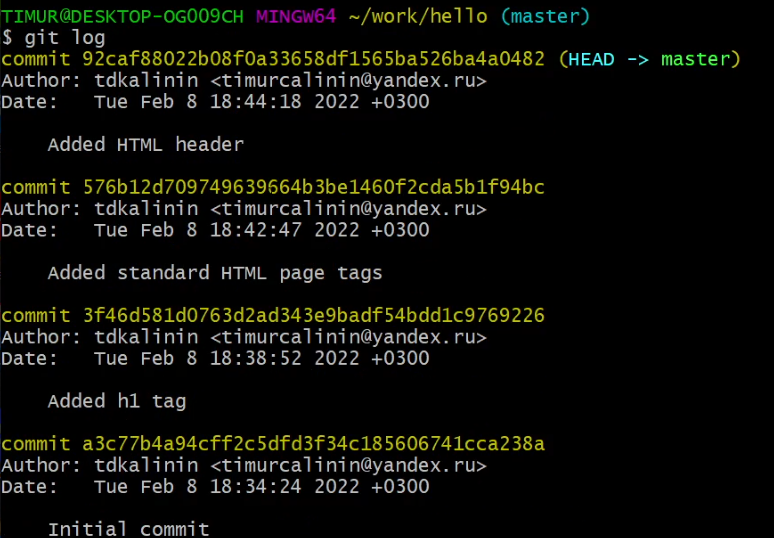 TIMUR@DESKTOP-OG0O9CH MINGW64 ~/work/hello (master)
$ git log
commit 92caf88022b08f0a33658df1565ba526ba4a0482 (HEAD -> master)
Author: tdkalinin <timurcalinin@yandex.ru>
Date:   Tue Feb 8 18:44:18 2022 +0300
    Added HTML header
commit 576b12d709749639664b3be1460f2cda5b1f94bc
Author: tdkalinin <timurcalinin@yandex.ru>
Date:   Tue Feb 8 18:42:47 2022 +0300
    Added standard HTML page tags
commit 3f46d581d0763d2ad343e9badf54bdd1c9769226
Author: tdkalinin <timurcalinin@yandex.ru>
Date:   Tue Feb 8 18:38:52 2022 +0300
    Added h1 tag
commit a3c77b4a94cff2c5dfd3f34c185606741cca238a
Author: tdkalinin <timurcalinin@yandex.ru>
Date:   Tue Feb 8 18:34:24 2022 +0300
    Initial commit